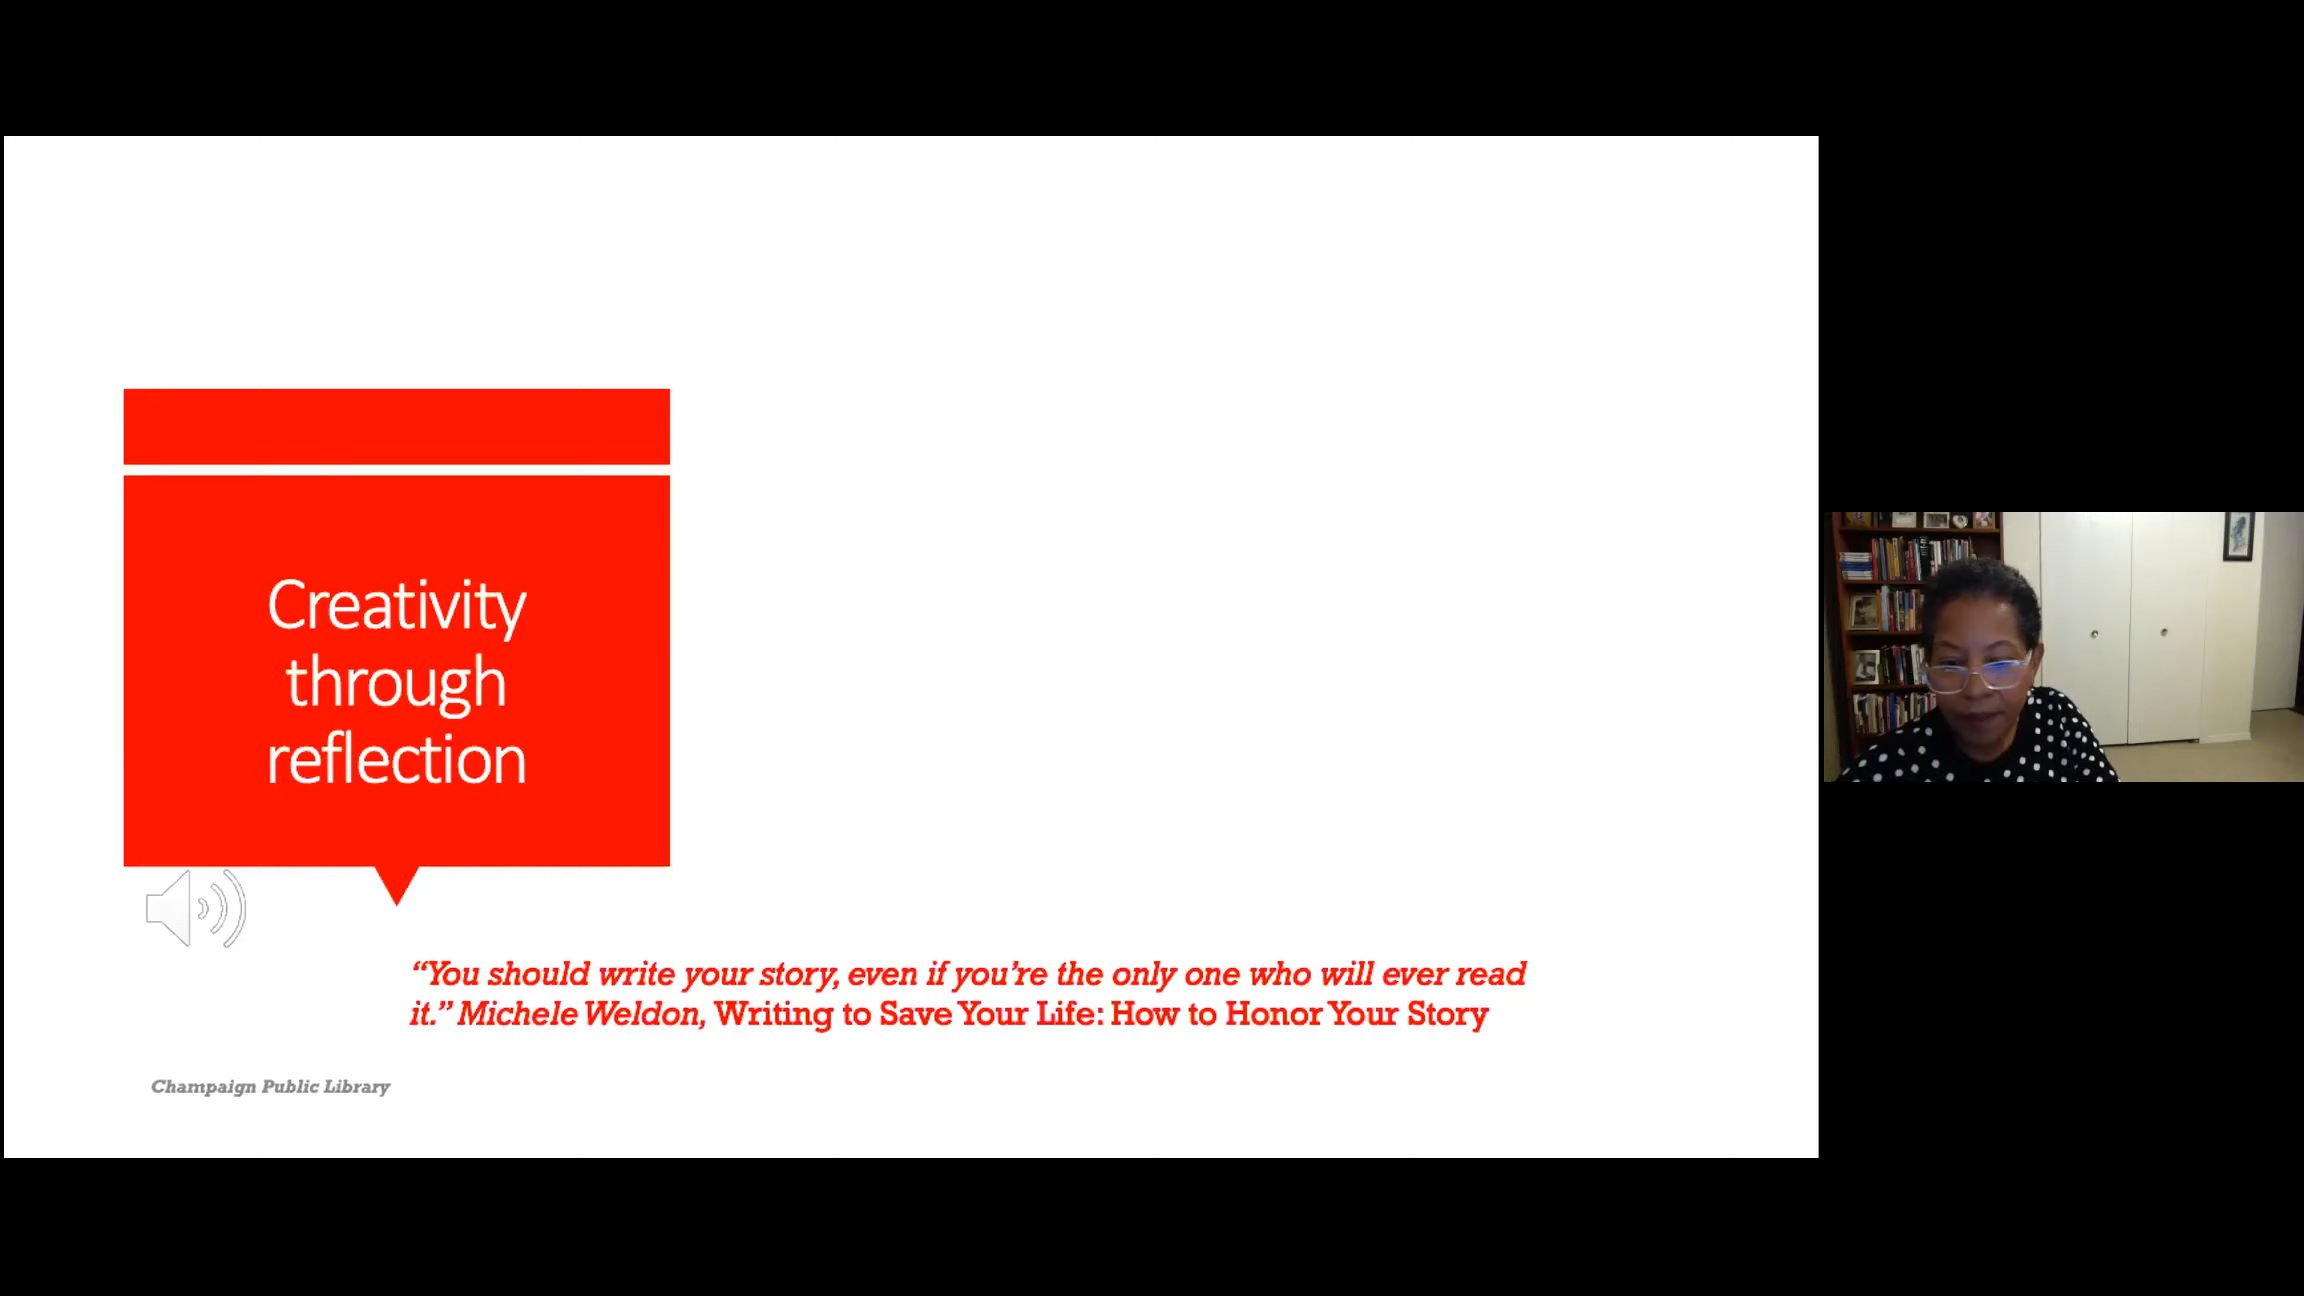 Creativity
through
reflection
“You should write your story, even if you’re the only one who will ever read
it.” Michele Weldon, Writing to Save Your Life: How to Honor Your Story
Champaign Public Library